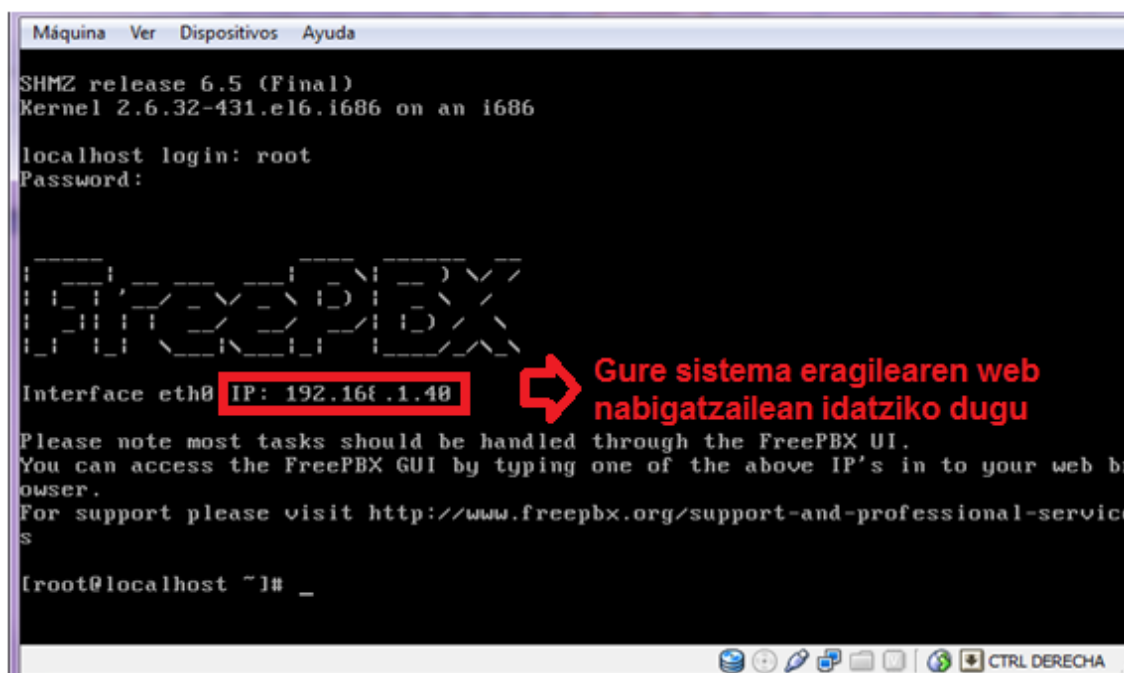 Máquina Ver Dispositivos Ayuda
SHMZ release 6.5 (Final)
Kernel 2.6.32-431.el6.i686 on an i686
localhost login: root
Password:
FreePBX
Interface eth0 IP: 192.168.1.40
Gure sistema eragilearen web
nabigatzailean idatziko dugu
Please note most tasks should be handled through the FreePBX UI.
You can access the FreePBX GUI by typing one of the above IP's in to your web br
owser.
For support please visit http://www.freepbx.org/support-and-professional-service
s
[root@localhost ~]# _
CTRL DERECHA